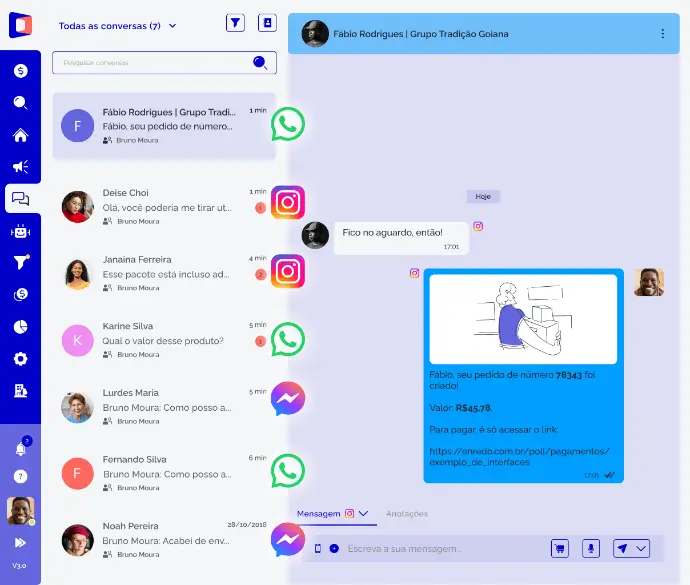 Todas as conversas (7)
Pesquisar conversas
F
Fábio Rodrigues | Grupo Tradi...
1 min
Fábio, seu pedido de número...
Bruno Moura
Deise Choi
1 min
Olá, você poderia me tirar ut...
1
Bruno Moura
Janaina Ferreira
4 min
Esse pacote está incluso ad...
2
Bruno Moura
K
Karine Silva
5 min
Qual o valor desse produto?
1
Bruno Moura
Lurdes Maria
5 min
Bruno Moura: Como posso a...
Bruno Moura
F
Fernando Silva
6 min
Bruno Moura: Como posso a...
Bruno Moura
Noah Pereira
28/10/2018
Bruno Moura: Acabei de env...
Bruno Moura
2
?
V3.0
Fábio Rodrigues | Grupo Tradição Goiana
Hoje
Fico no aguardo, então!
17:01
Fábio, seu pedido de número 78343 foi
criado!
Valor: R$45,78.
Para pagar, é só acessar o link:
https://enredo.com.br/poli/pagamentos/
exemplo_de_interfaces
17:01
Mensagem
Anotações
Escreva a sua mensagem...